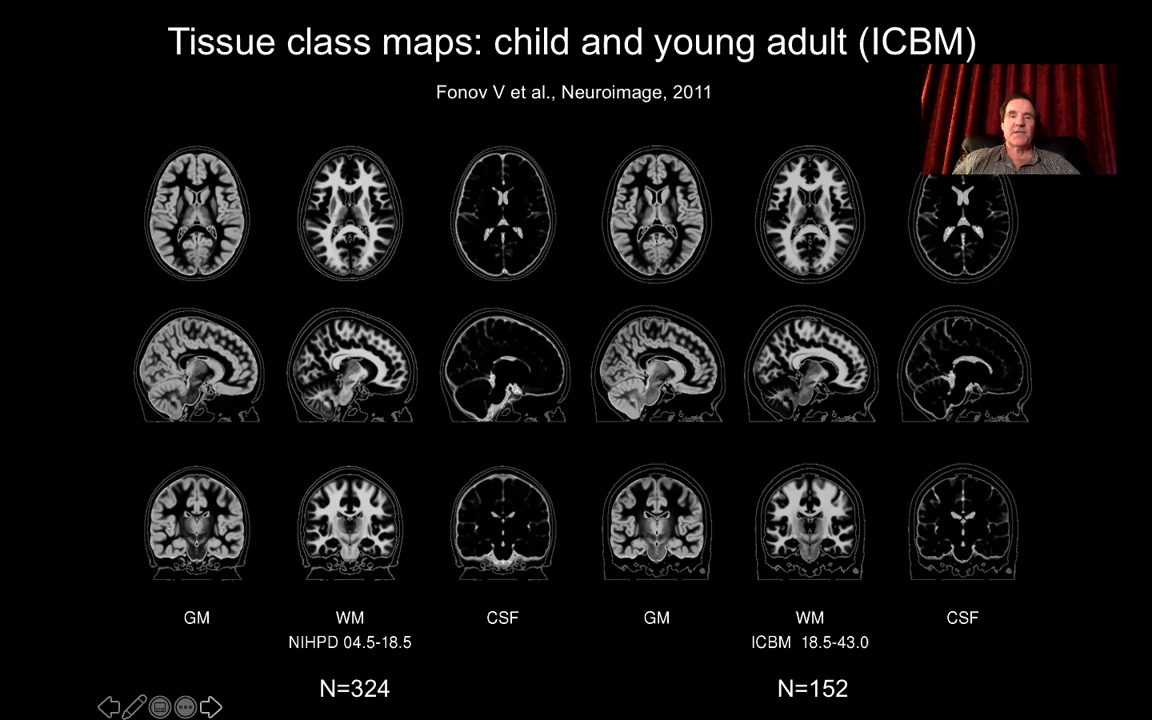 Tissue class maps: child and young adult (ICBM)
Fonov V et al., Neuroimage, 2011
GM WM CSF GM WM CSF
NIHPD 04.5-18.5 ICBM 18.5-43.0
N=324 N=152